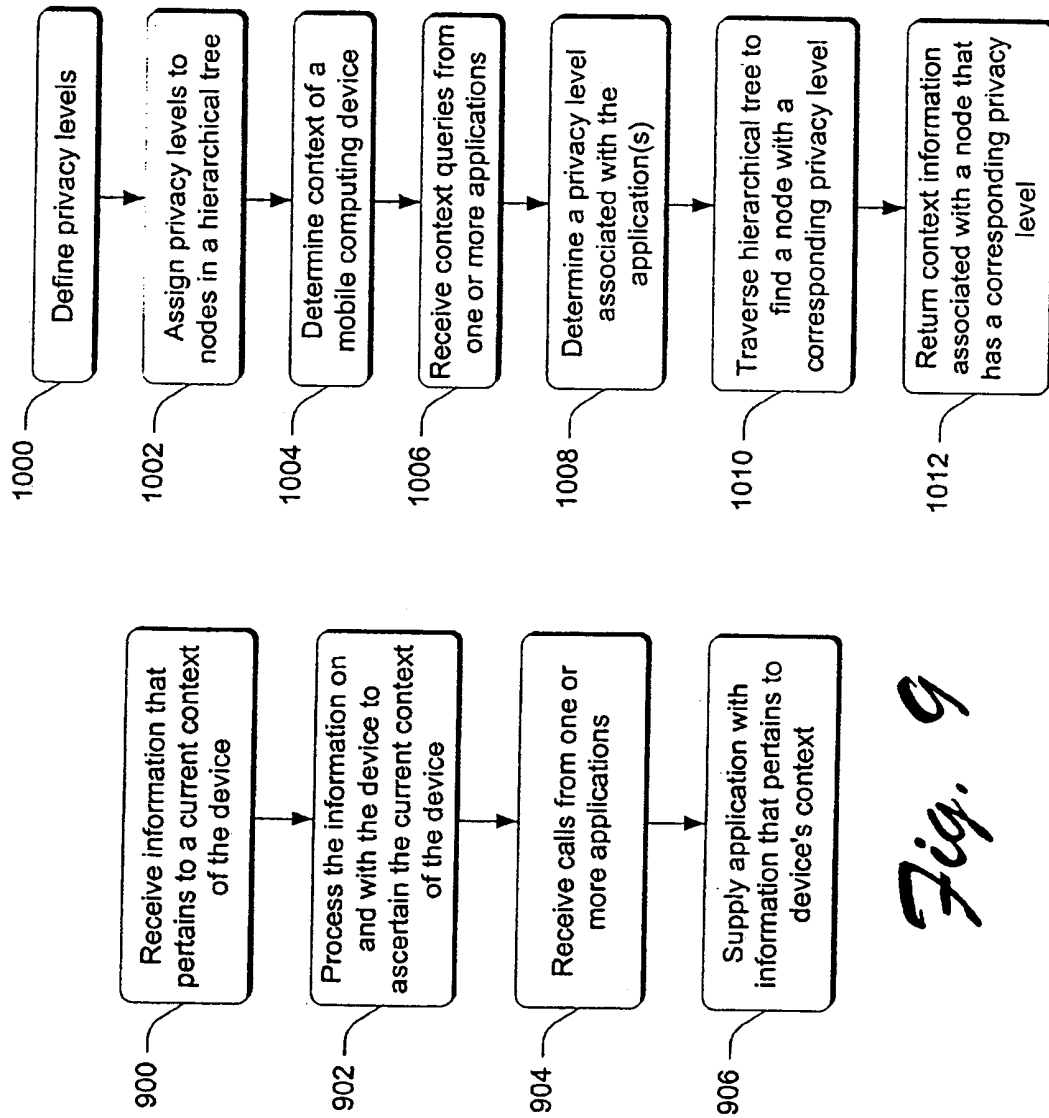 900
Receive information that
pertains to a current context
of the device
902
Process the information on
and with the device to
ascertain the current context
of the device
904
Receive calls from one or
more applications
906
Supply application with
information that pertains to
device's context
Fig. 9
1000
Define privacy levels
1002
Assign privacy levels to
nodes in a hierarchical tree
1004
Determine context of a
mobile computing device
1006
Receive context queries from
one or more applications
1008
Determine a privacy level
associated with the
application(s)
1010
Traverse hierarchical tree to
find a node with a
corresponding privacy level
1012
Return context information
associated with a node that
has a corresponding privacy
level